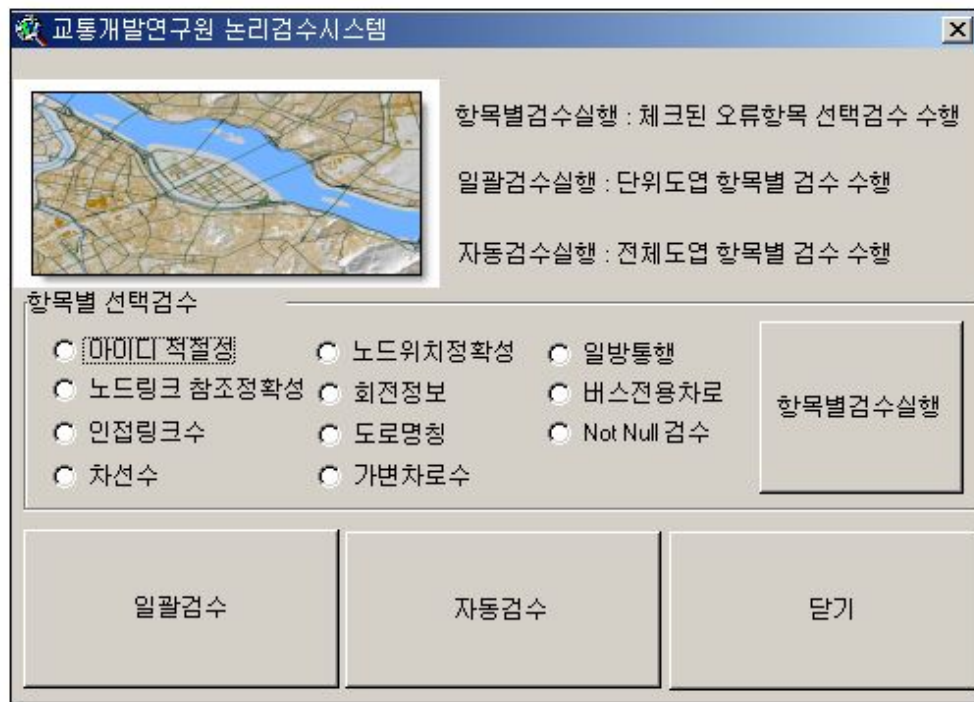 교통개발연구원 논리검수시스템
항목별검수실행 : 체크된 오류항목 선택검수 수행
일괄검수실행 : 단위도엽 항목별 검수 수행
자동검수실행 : 전체도엽 항목별 검수 수행
항목별 선택검수
아이디 적절성
노드위치정확성
일방통행
노드링크 참조정확성
회전정보
버스전용차로
인접링크수
도로명칭
Not Null 검수
차선수
가변차로수
항목별검수실행
일괄검수
자동검수
닫기